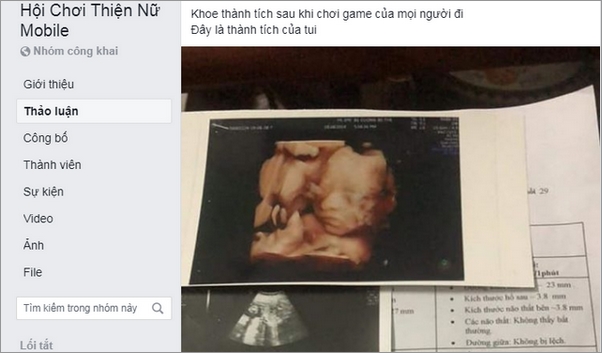 Hội Chơi Thiện Nữ
Mobile
Nhóm công khai
Giới thiệu
Thảo luận
Công bố
Thành viên
Sự kiện
Video
Ảnh
File
Tìm kiếm trong nhóm này
Lối tắt
Khoe thành tích sau khi chơi game của mọi người đi
Đây là thành tích của tui
29
1phút
23 mm
Kích thước hố sau ~ 3.8 mm
27 mm
Kích thước não thất bên ~3.8 mm
Các não thất: Không thấy bất
thường.
Đường giữa: Không bị lệch.